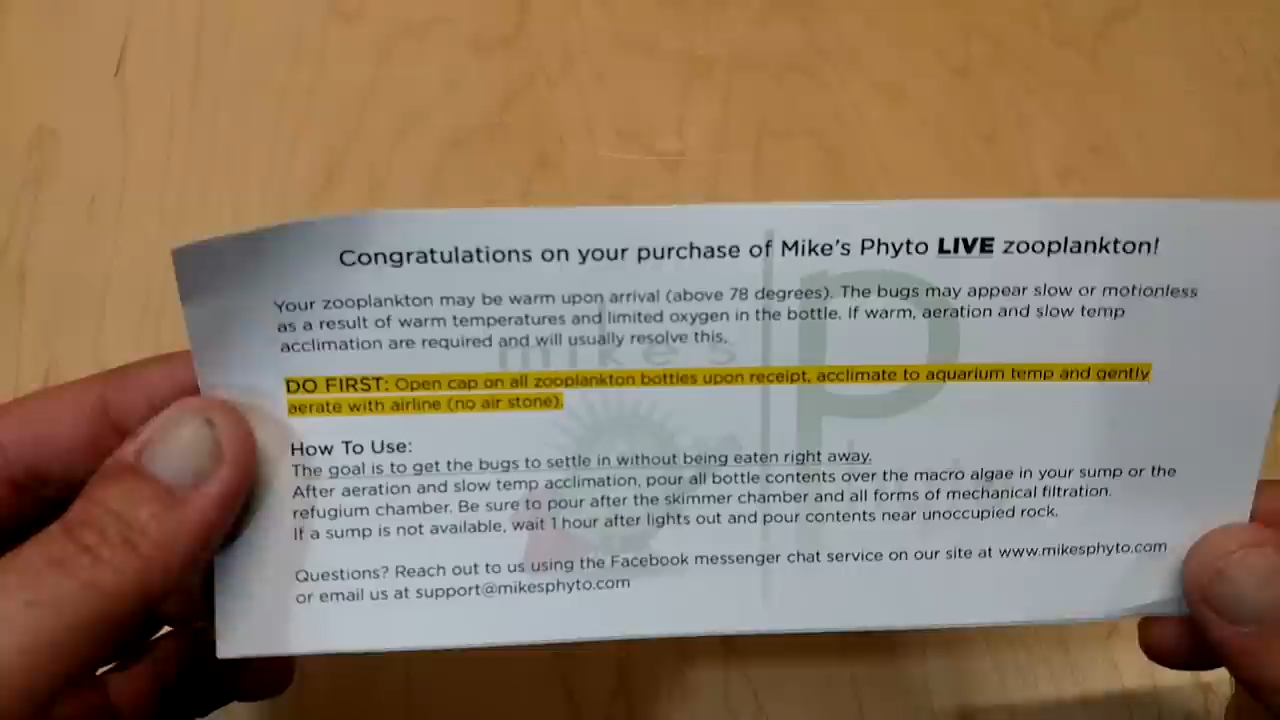 Congratulations on your purchase of Mike's Phyto LIVE zooplankton!
Your zooplankton may be warm upon arrival (above 78 degrees). The bugs may appear slow or motionless
as a result of warm temperatures and limited oxygen in the bottle. If warm, aeration and slow temp
acclimation are required and will usually resolve this.
DO FIRST: Open cap on all zooplankton bottles upon receipt, acclimate to aquarium temp and gently
aerate with airline (no air stone).
How To Use:
The goal is to get the bugs to settle in without being eaten right away.
After aeration and slow temp acclimation, pour all bottle contents over the macro algae in your sump or the
refugium chamber. Be sure to pour after the skimmer chamber and all forms of mechanical filtration.
If a sump is not available, wait 1 hour after lights out and pour contents near unoccupied rock.
Questions? Reach out to us using the Facebook messenger chat service on our site at www.mikesphyto.com
or email us at support@mikesphyto.com
mike's
p